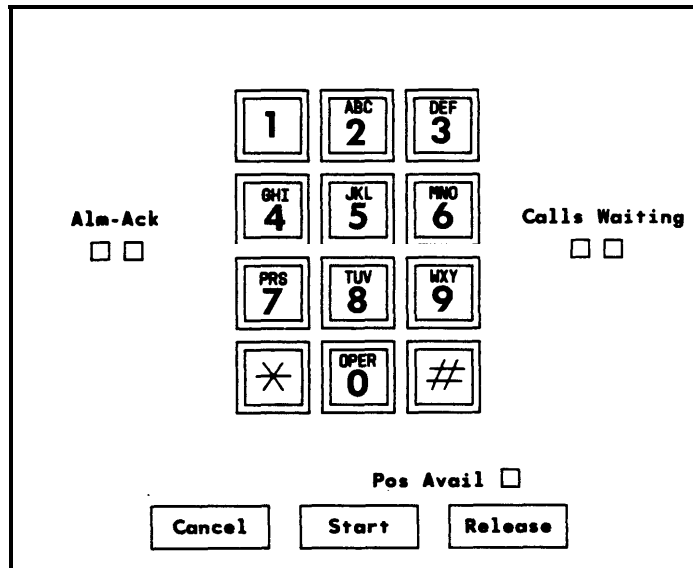 1
ABC
2
DEF
3
GHI
4
JKL
5
MNO
6
Alm-Ack
Calls Waiting
PRS
7
TUV
8
WXY
9
*
OPER
0
#
Pos Avail
Cancel
Start
Release